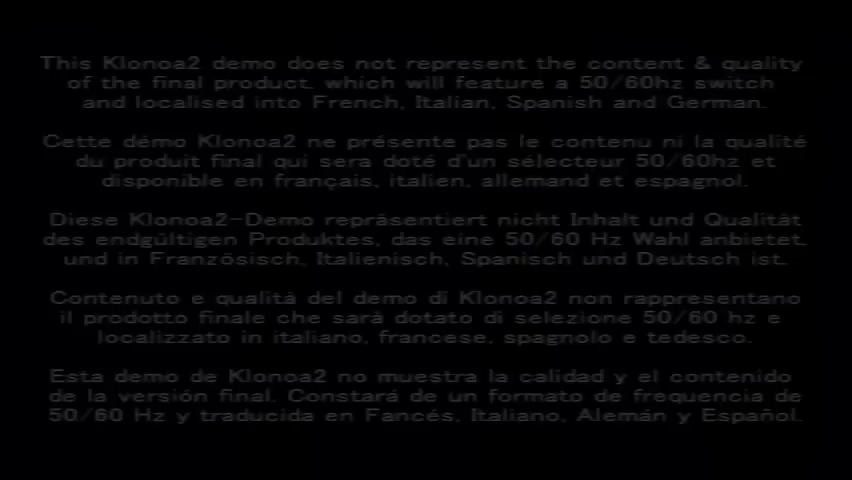 This Klonoa2 demo does not represent the content & quality
of the final product, which will feature a 50/60hz switch
and localised into French, Italian, Spanish and German.
Cette démo Klonoa2 ne présente pas le contenu ni la qualité
du produit final qui sera doté d'un sélecteur 50/60hz et
disponible en français, italien, allemand et espagnol.
Diese Klonoa2-Demo repräsentiert nicht Inhalt und Qualität
des endgültigen Produktes, das eine 50/60 Hz Wahl anbietet
und in Französisch, Italienisch, Spanisch und Deutsch ist.
Contenuto e qualità del demo di Klonoa2 non rappresentano
il prodotto finale che sarà dotato di selezione 50/60 hz e
localizzato in italiano, francese, spagnolo e tedesco.
Esta demo de Klonoa2 no muestra la calidad y el contenido
de la versión final. Constará de un formato de frequencia de
50/60 Hz y traducida en Fancés, Italiano, Alemán y Español.